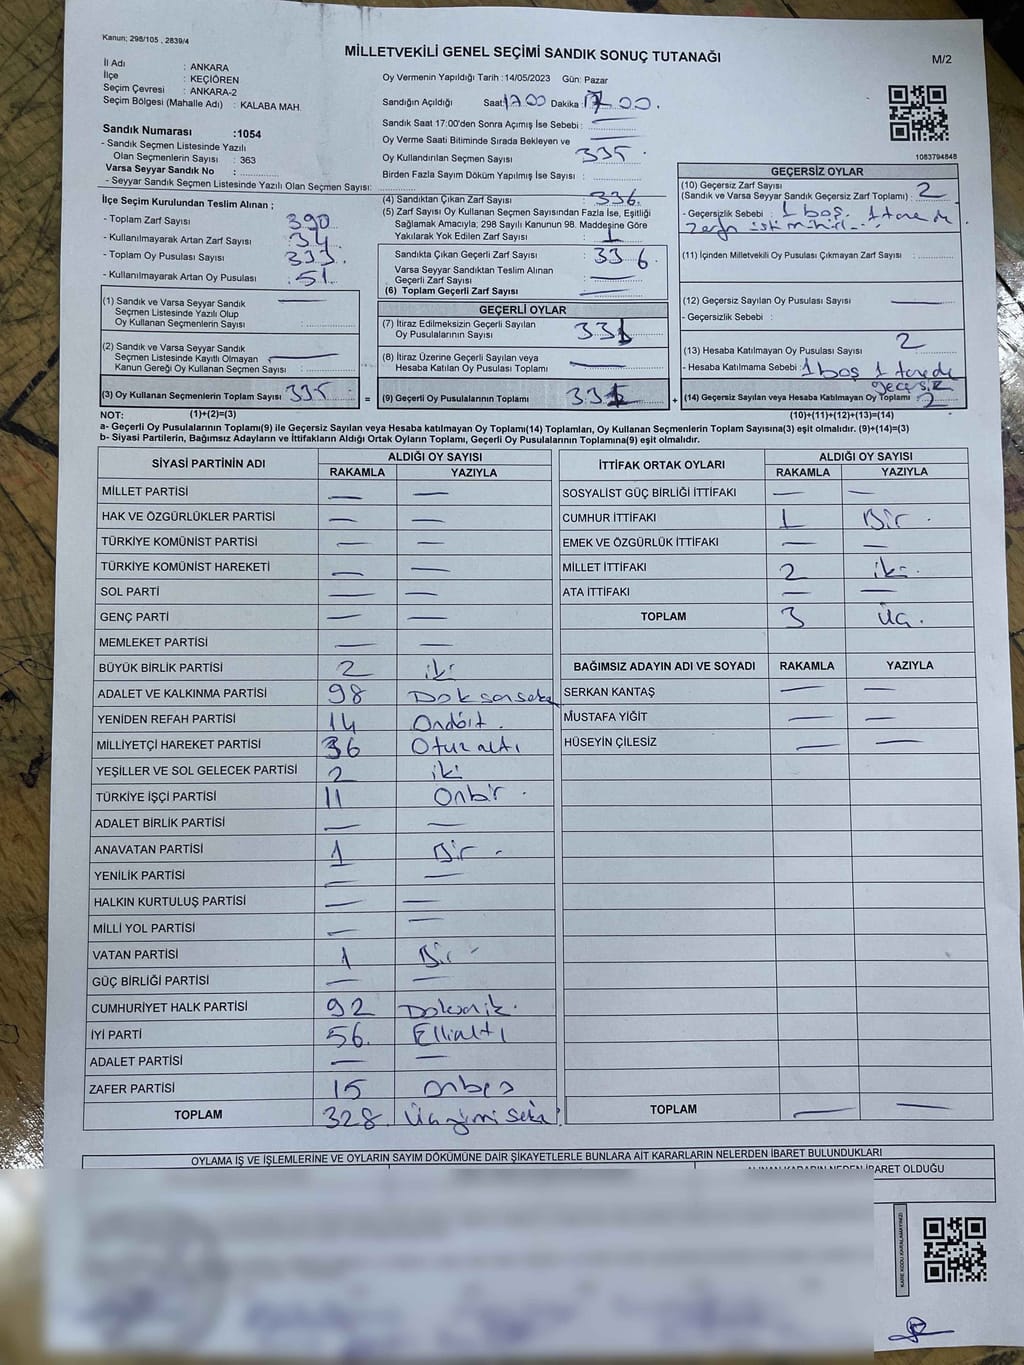 Kanun; 298/105 , 2839/4
MİLLETVEKİLİ GENEL SEÇİMİ SANDIK SONUÇ TUTANAĞI
M/2
İl Adı : ANKARA
İlçe : KEÇİÖREN
Seçim Çevresi : ANKARA-2
Seçim Bölgesi (Mahalle Adı) : KALABA MAH.
Oy Vermenin Yapıldığı Tarih : 14/05/2023 Gün: Pazar
Sandığın Açıldığı Saat: 17 00 Dakika : 17 00.
Sandık Saat 17:00'den Sonra Açımış İse Sebebi :
Oy Verme Saati Bitiminde Sırada Bekleyen ve
Oy Kullandırılan Seçmen Sayısı : 335.
Birden Fazla Sayım Döküm Yapılmış İse Sayısı :
1083794848
Sandık Numarası :1054
- Sandık Seçmen Listesinde Yazılı
Olan Seçmenlerin Sayısı : 363
Varsa Seyyar Sandık No :
- Seyyar Sandık Seçmen Listesinde Yazılı Olan Seçmen Sayısı:
İlçe Seçim Kurulundan Teslim Alınan ;
- Toplam Zarf Sayısı : 390
- Kullanılmayarak Artan Zarf Sayısı : 34
- Toplam Oy Pusulası Sayısı : 333.
- Kullanılmayarak Artan Oy Pusulası : 51
(1) Sandık ve Varsa Seyyar Sandık
Seçmen Listesinde Yazılı Olup
Oy Kullanan Seçmenlerin Sayısı :
(2) Sandık ve Varsa Seyyar Sandık
Seçmen Listesinde Kayıtlı Olmayan
Kanun Gereği Oy Kullanan Seçmen Sayısı :
(3) Oy Kullanan Seçmenlerin Toplam Sayısı : 335
(4) Sandıktan Çıkan Zarf Sayısı : 336.
(5) Zarf Sayısı Oy Kullanan Seçmen Sayısından Fazla İse, Eşitliği
Sağlamak Amacıyla; 298 Sayılı Kanunun 98. Maddesine Göre
Yakılarak Yok Edilen Zarf Sayısı : 1
Sandıkta Çıkan Geçerli Zarf Sayısı : 336
Varsa Seyyar Sandıktan Teslim Alınan
Geçerli Zarf Sayısı :
(6) Toplam Geçerli Zarf Sayısı :
GEÇERLİ OYLAR
(7) İtiraz Edilmeksizin Geçerli Sayılan
Oy Pusulalarının Sayısı : 331
(8) İtiraz Üzerine Geçerli Sayılan veya
Hesaba Katılan Oy Pusulası Toplamı :
= (9) Geçerli Oy Pusulalarının Toplamı : 331
GEÇERSİZ OYLAR
(10) Geçersiz Zarf Sayısı
(Sandık ve Varsa Seyyar Sandık Geçersiz Zarf Toplamı) : 2
- Geçersizlik Sebebi : 1 boş. 1 tane de
(11) İçinden Milletvekili Oy Pusulası Çıkmayan Zarf Sayısı :
(12) Geçersiz Sayılan Oy Pusulası Sayısı :
- Geçersizlik Sebebi :
(13) Hesaba Katılmayan Oy Pusulası Sayısı : 2
- Hesaba Katılmama Sebebi : 1 boş 1 tane de
geçersiz
+ (14) Geçersiz Sayılan veya Hesaba Katılmayan Oy Toplamı : 2
NOT: (1)+(2)=(3) (10)+(11)+(12)+(13)=(14)
a- Geçerli Oy Pusulalarının Toplamı(9) ile Geçersiz Sayılan veya Hesaba katılmayan Oy Toplamı(14) Toplamları, Oy Kullanan Seçmenlerin Toplam Sayısına(3) eşit olmalıdır. (9)+(14)=(3)
b- Siyasi Partilerin, Bağımsız Adayların ve İttifakların Aldığı Ortak Oyların Toplamı, Geçerli Oy Pusulalarının Toplamına(9) eşit olmalıdır.
SİYASİ PARTİNİN ADI ALDIĞI OY SAYISI
RAKAMLA YAZIYLA
MİLLET PARTİSİ
HAK VE ÖZGÜRLÜKLER PARTİSİ
TÜRKİYE KOMÜNİST PARTİSİ
TÜRKİYE KOMÜNİST HAREKETİ
SOL PARTİ
GENÇ PARTİ
MEMLEKET PARTİSİ
BÜYÜK BİRLİK PARTİSİ 2 iki
ADALET VE KALKINMA PARTİSİ 98 Doksansekiz
YENİDEN REFAH PARTİSİ 14 Ondört.
MİLLİYETÇİ HAREKET PARTİSİ 36 Otuzaltı
YEŞİLLER VE SOL GELECEK PARTİSİ 2 iki
TÜRKİYE İŞÇİ PARTİSİ 11 Onbir.
ADALET BİRLİK PARTİSİ
ANAVATAN PARTİSİ 1 Bir.
YENİLİK PARTİSİ
HALKIN KURTULUŞ PARTİSİ
MİLLİ YOL PARTİSİ
VATAN PARTİSİ 1 Bir
GÜÇ BİRLİĞİ PARTİSİ
CUMHURİYET HALK PARTİSİ 92 Doksaniki.
İYİ PARTİ 56. Ellialtı
ADALET PARTİSİ
ZAFER PARTİSİ 15 onbeş
TOPLAM 328.
İTTİFAK ORTAK OYLARI ALDIĞI OY SAYISI
RAKAMLA YAZIYLA
SOSYALIST GÜÇ BİRLİĞİ İTTİFAKI
CUMHUR İTTİFAKI 1 Bir.
EMEK VE ÖZGÜRLÜK İTTİFAKI
MİLLET İTTİFAKI 2 iki
ATA İTTİFAKI
TOPLAM 3 Üç.
BAĞIMSIZ ADAYIN ADI VE SOYADI RAKAMLA YAZIYLA
SERKAN KANTAŞ
MUSTAFA YİĞİT
HÜSEYİN ÇİLESİZ
TOPLAM
OYLAMA İŞ VE İŞLEMLERİNE VE OYLARIN SAYIM DÖKÜMÜNE DAİR ŞİKAYETLERLE BUNLARA AİT KARARLARIN NELERDEN İBARET BULUNDUKLARI
ALINAN KARARIN NEDEN İBARET OLDUĞU
KARE KODU KARALAMAYINIZ!